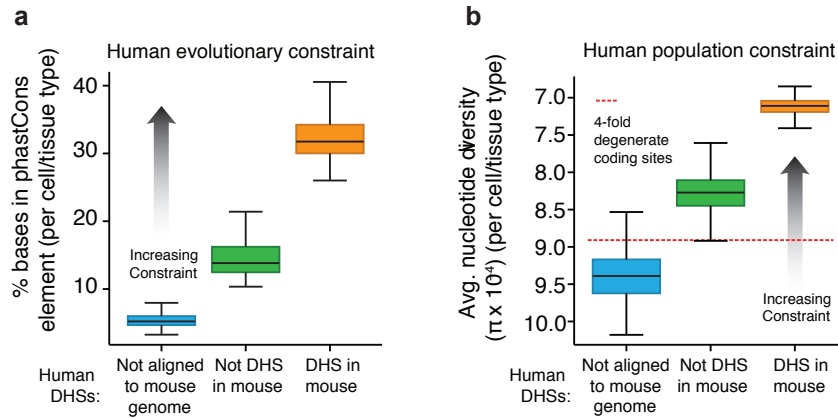 a
Human evolutionary constraint
% bases in phastCons
element (per cell/tissue type)
40
30
20
10
Increasing
Constraint
Human
DHSs:
Not aligned
to mouse
genome
Not DHS
in mouse
DHS in
mouse
b
Human population constraint
Avg. nucleotide diversity
(π x 10⁴) (per cell/tissue type)
7.0
7.5
8.0
8.5
9.0
9.5
10.0
4-fold
degenerate
coding sites
Increasing
Constraint
Human
DHSs:
Not aligned
to mouse
genome
Not DHS
in mouse
DHS in
mouse